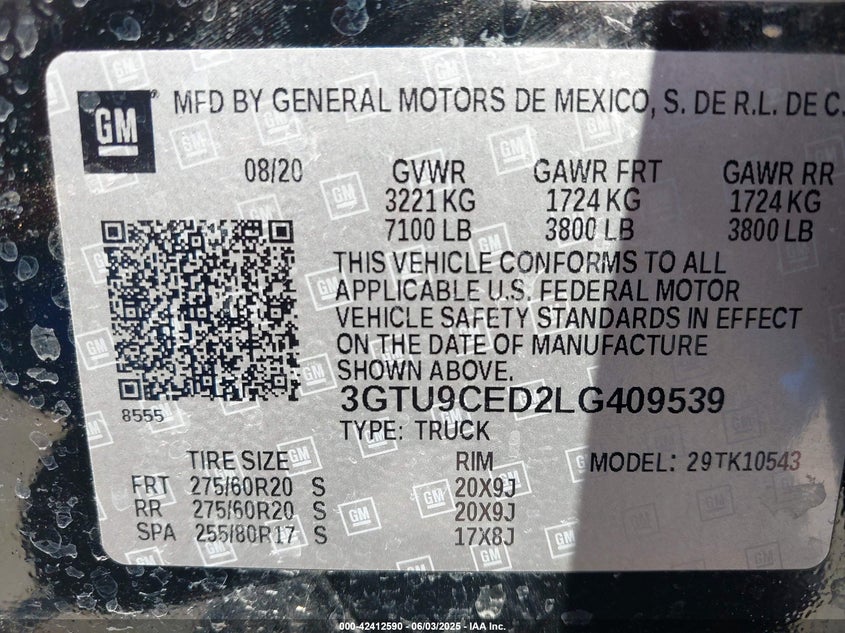 GM
® MFD BY GENERAL MOTORS DE MEXICO, S. DE R.L. DE C.
08/20 GVWR GAWR FRT GAWR RR
3221 KG 1724 KG 1724 KG
7100 LB 3800 LB 3800 LB
THIS VEHICLE CONFORMS TO ALL
APPLICABLE U.S. FEDERAL MOTOR
VEHICLE SAFETY STANDARDS IN EFFECT
ON THE DATE OF MANUFACTURE
SHOWN ABOVE.
3GTU9CED2LG409539
8555
TYPE: TRUCK
TIRE SIZE RIM MODEL: 29TK10543
FRT 275/60R20 S 20X9J
RR 275/60R20 S 20X9J
SPA 255/80R17 S 17X8J
000-42412590 - 06/03/2025 - IAA Inc.